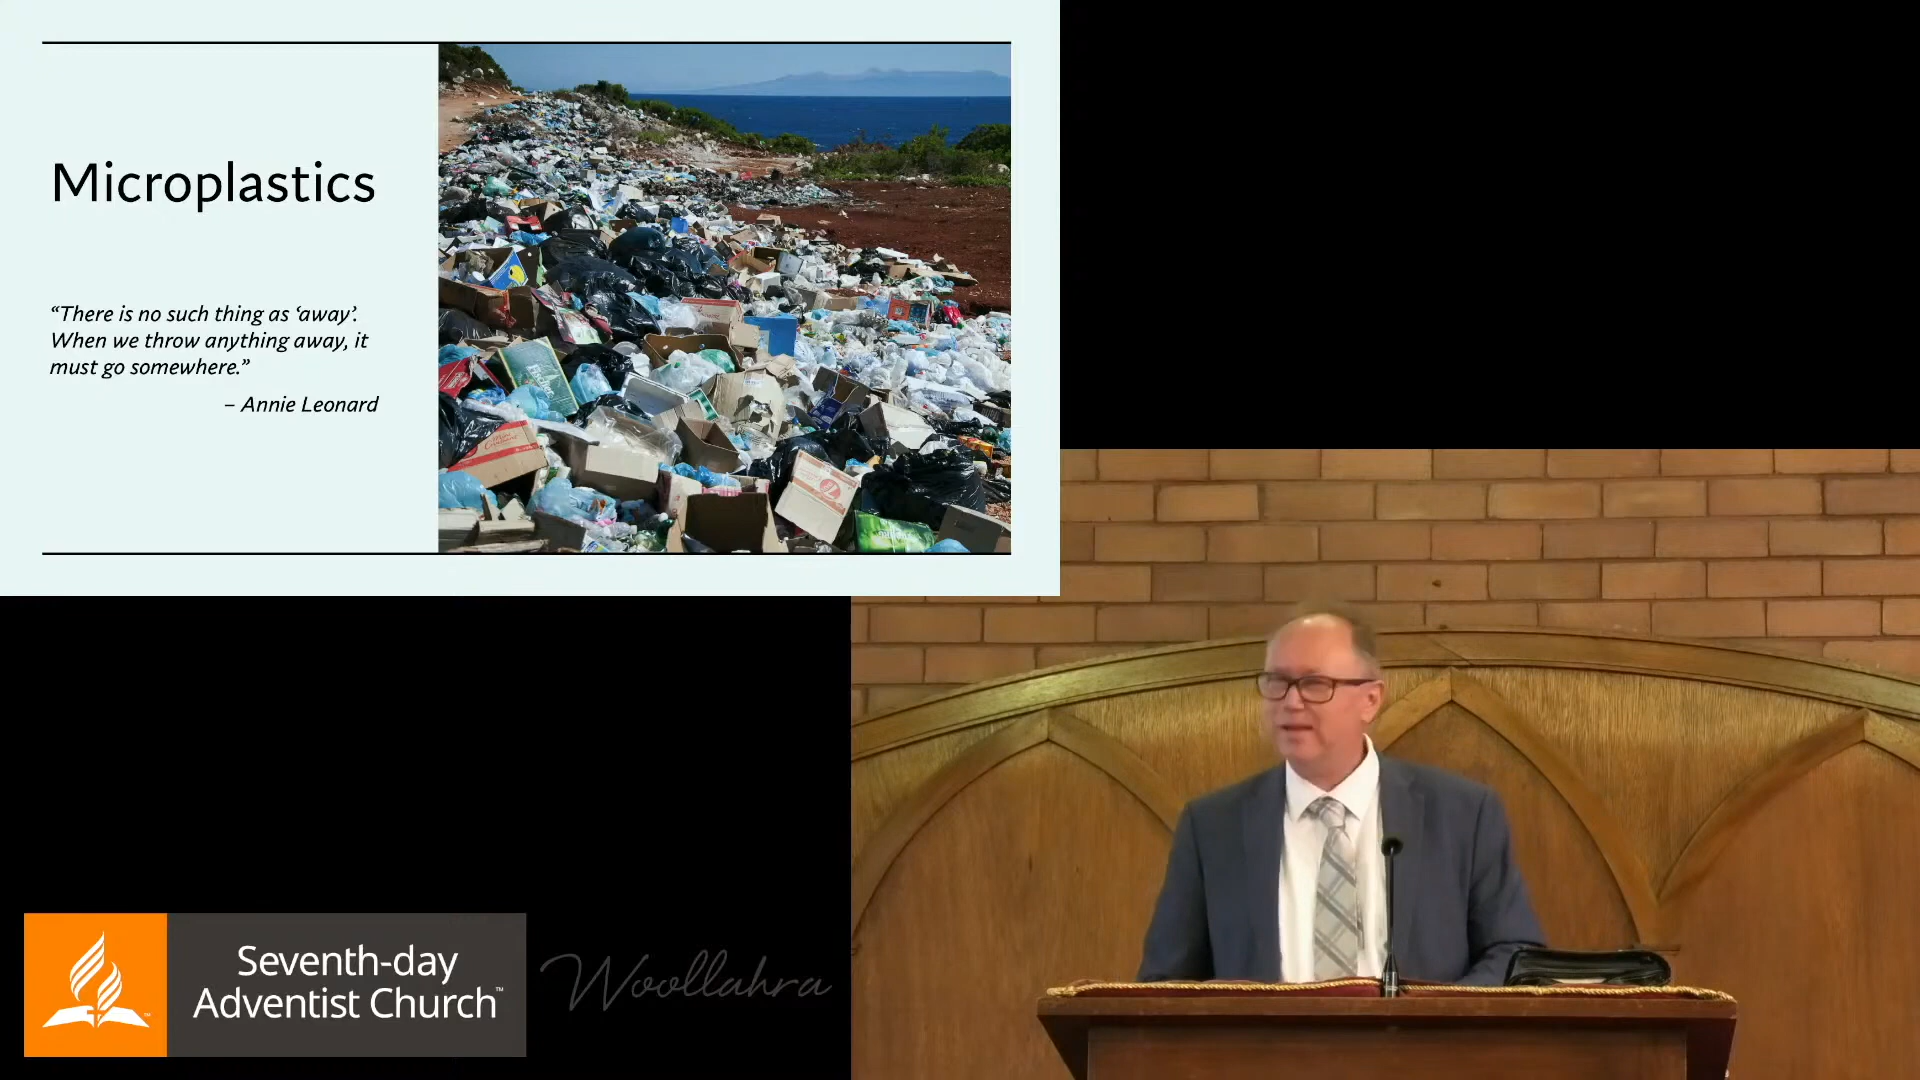 Microplastics
“There is no such thing as ‘away’.
When we throw anything away, it
must go somewhere.”
– Annie Leonard
Seventh-day
Adventist Church™
Woollahra